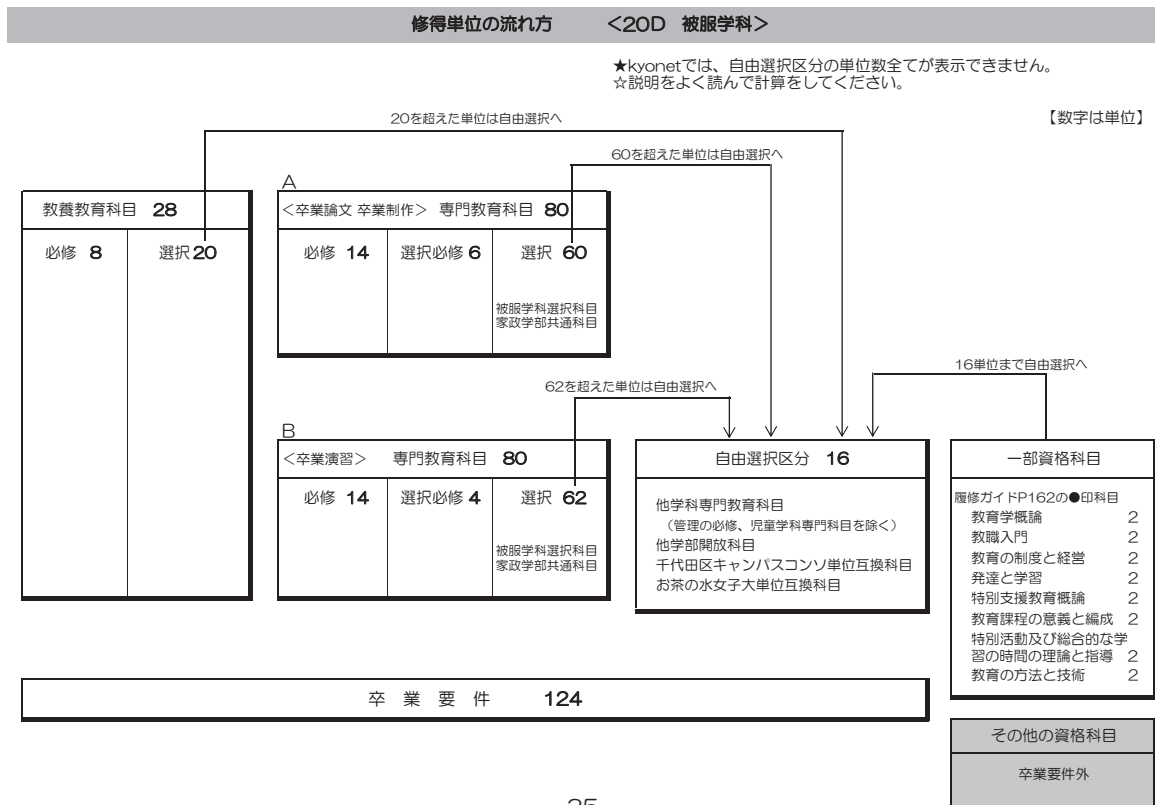 修得単位の流れ方　　＜20D　被服学科＞
★kyonetでは、自由選択区分の単位数全てが表示できません。
☆説明をよく読んで計算をしてください。
【数字は単位】
20を超えた単位は自由選択へ
60を超えた単位は自由選択へ
教養教育科目　28
必修　8
選択 20
A
＜卒業論文 卒業制作＞　専門教育科目　80
必修　14
選択必修 6
選択　60
被服学科選択科目
家政学部共通科目
16単位まで自由選択へ
62を超えた単位は自由選択へ
B
＜卒業演習＞　専門教育科目　80
必修　14
選択必修 4
選択　62
被服学科選択科目
家政学部共通科目
自由選択区分　16
他学科専門教育科目
（管理の必修、児童学科専門科目を除く）
他学部開放科目
千代田区キャンパスコンソ単位互換科目
お茶の水女子大単位互換科目
一部資格科目
履修ガイドP162の●印科目
教育学概論　2
教職入門　2
教育の制度と経営　2
発達と学習　2
特別支援教育概論　2
教育課程の意義と編成　2
特別活動及び総合的な学
習の時間の理論と指導　2
教育の方法と技術　2
卒　業　要　件　　124
その他の資格科目
卒業要件外